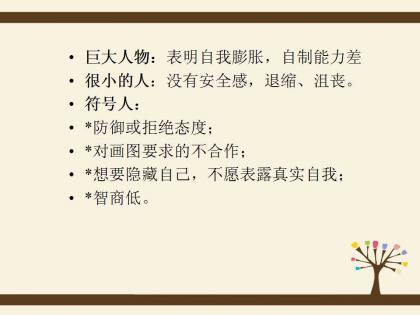 • 巨大人物：表明自我膨胀，自制能力差
• 很小的人：没有安全感，退缩、沮丧。
• 符号人：
• *防御或拒绝态度；
• *对画图要求的不合作；
• *想要隐藏自己，不愿表露真实自我；
• *智商低。